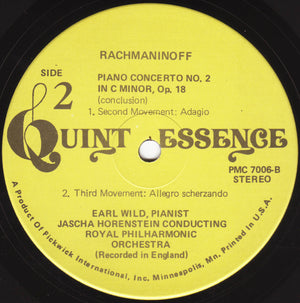 RACHMANINOFF
SIDE
2
PIANO CONCERTO NO. 2
IN C MINOR, Op. 18
(conclusion)
1. Second Movement: Adagio
QUINTESSENCE
PMC 7006-B
STEREO
2. Third Movement: Allegro scherzando
EARL WILD, PIANIST
JASCHA HORENSTEIN CONDUCTING
ROYAL PHILHARMONIC
ORCHESTRA
(Recorded in England)
A Product Of Pickwick International, Inc. Minneapolis, Mn. Printed in U.S.A.